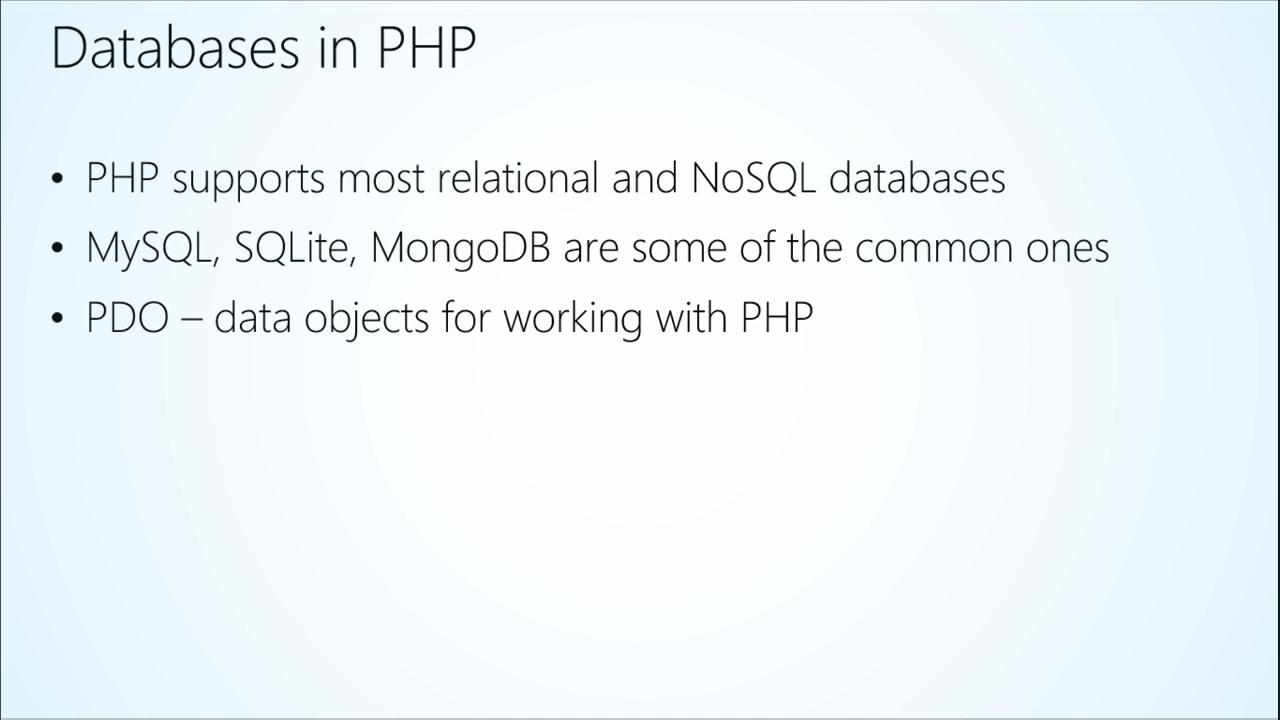 Databases in PHP
• PHP supports most relational and NoSQL databases
• MySQL, SQLite, MongoDB are some of the common ones
• PDO – data objects for working with PHP